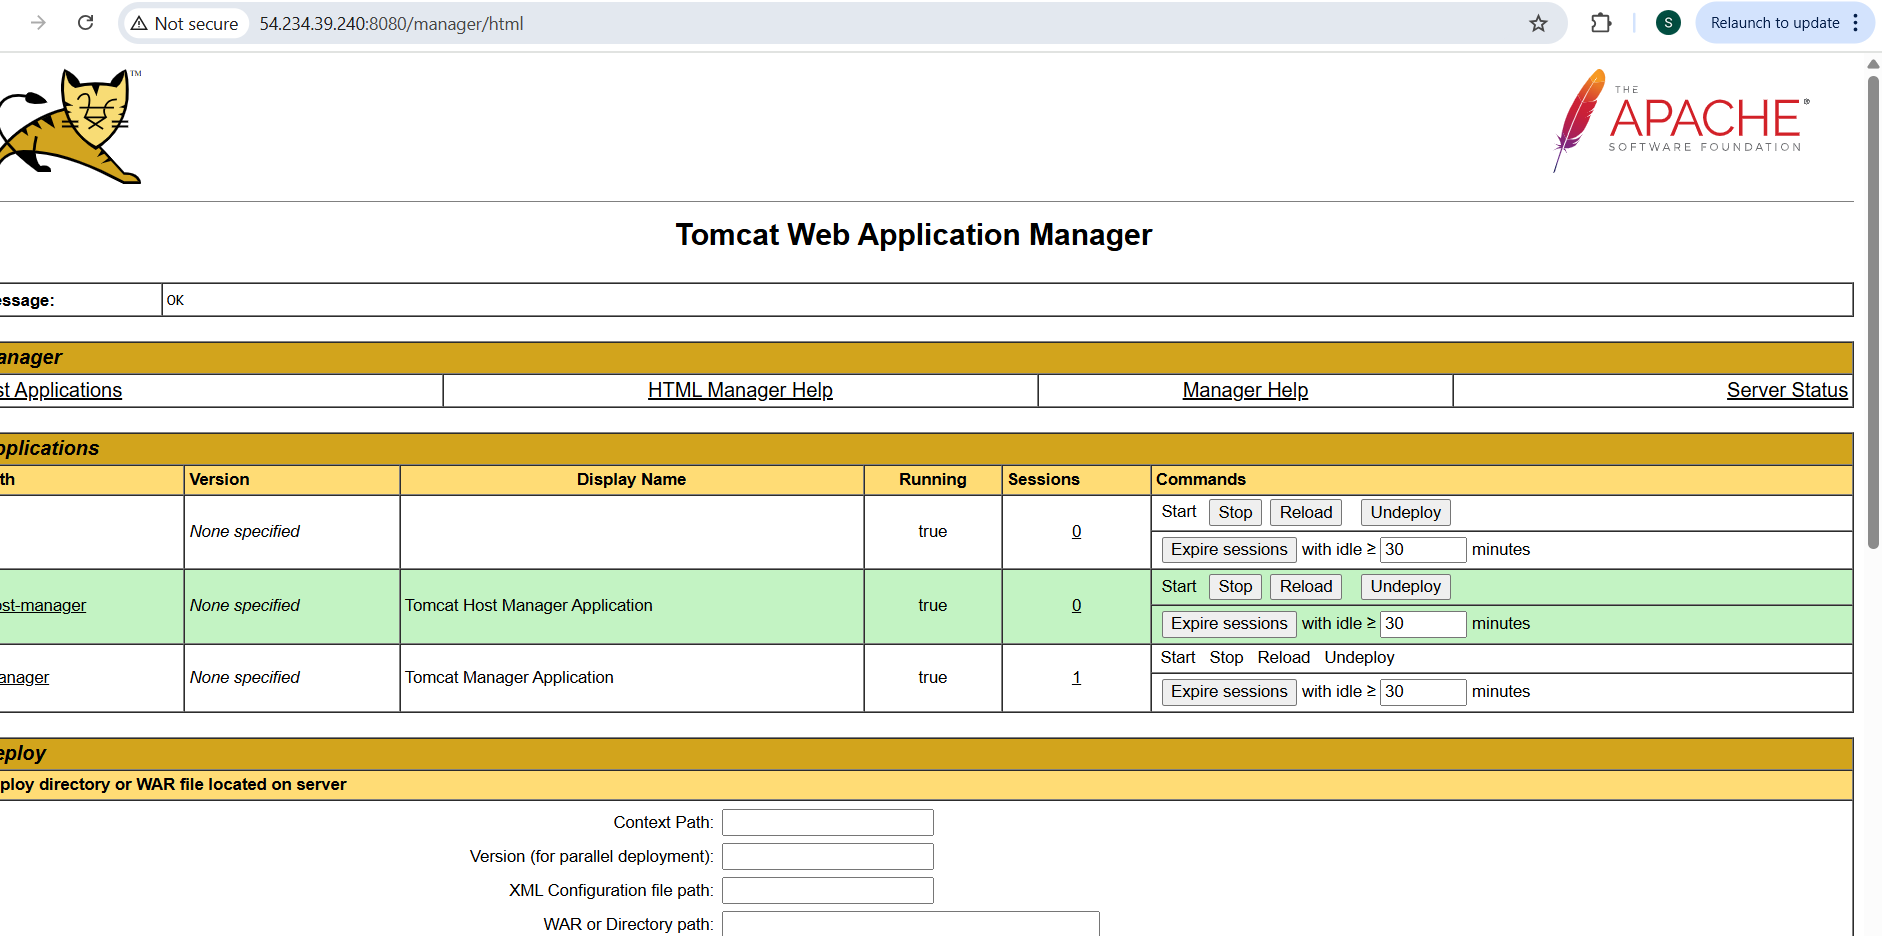 Not secure 54.234.39.240:8080/manager/html S Relaunch to update
TM
THE
APACHE®
SOFTWARE FOUNDATION
Tomcat Web Application Manager
essage: OK
anager
st Applications HTML Manager Help Manager Help Server Status
pplications
th Version Display Name Running Sessions Commands
None specified true 0 Start Stop Reload Undeploy
Expire sessions with idle ≥ 30 minutes
ost-manager None specified Tomcat Host Manager Application true 0 Start Stop Reload Undeploy
Expire sessions with idle ≥ 30 minutes
anager None specified Tomcat Manager Application true 1 Start Stop Reload Undeploy
Expire sessions with idle ≥ 30 minutes
eploy
ploy directory or WAR file located on server
Context Path:
Version (for parallel deployment):
XML Configuration file path:
WAR or Directory path: